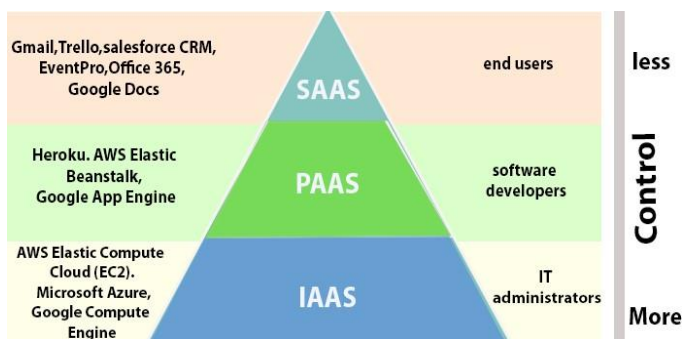 Gmail,Trello,salesforce CRM,
EventPro,Office 365,
Google Docs
SAAS
end users
less
Heroku. AWS Elastic
Beanstalk,
Google App Engine
PAAS
software
developers
Control
AWS Elastic Compute
Cloud (EC2).
Microsoft Azure,
Google Compute
Engine
IAAS
IT
administrators
More